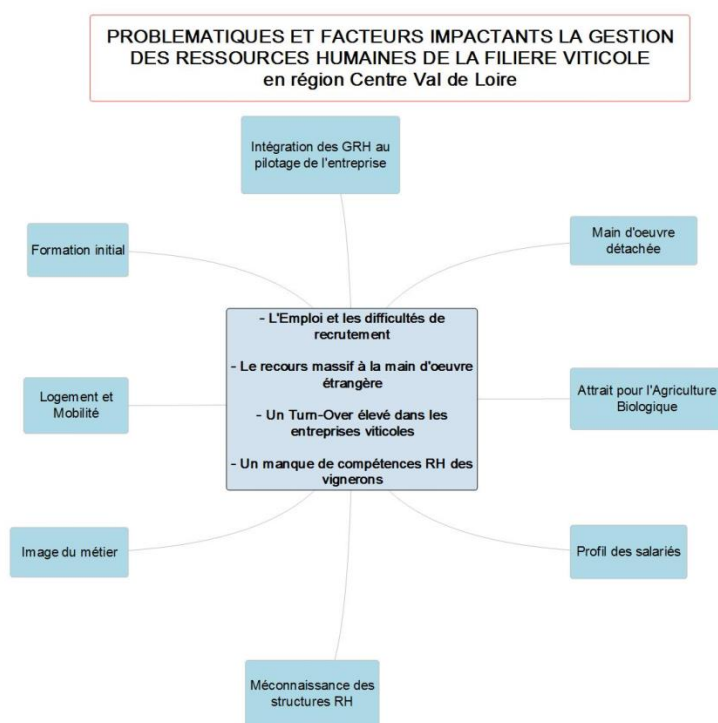 PROBLEMATIQUES ET FACTEURS IMPACTANTS LA GESTION
DES RESSOURCES HUMAINES DE LA FILIERE VITICOLE
en région Centre Val de Loire
Intégration des GRH au
pilotage de l'entreprise
Formation initial
Main d'oeuvre
détachée
- L'Emploi et les difficultés de
recrutement
- Le recours massif à la main d'oeuvre
étrangère
- Un Turn-Over élevé dans les
entreprises viticoles
- Un manque de compétences RH des
vignerons
Logement et
Mobilité
Attrait pour l'Agriculture
Biologique
Image du métier
Profil des salariés
Méconnaissance des
structures RH